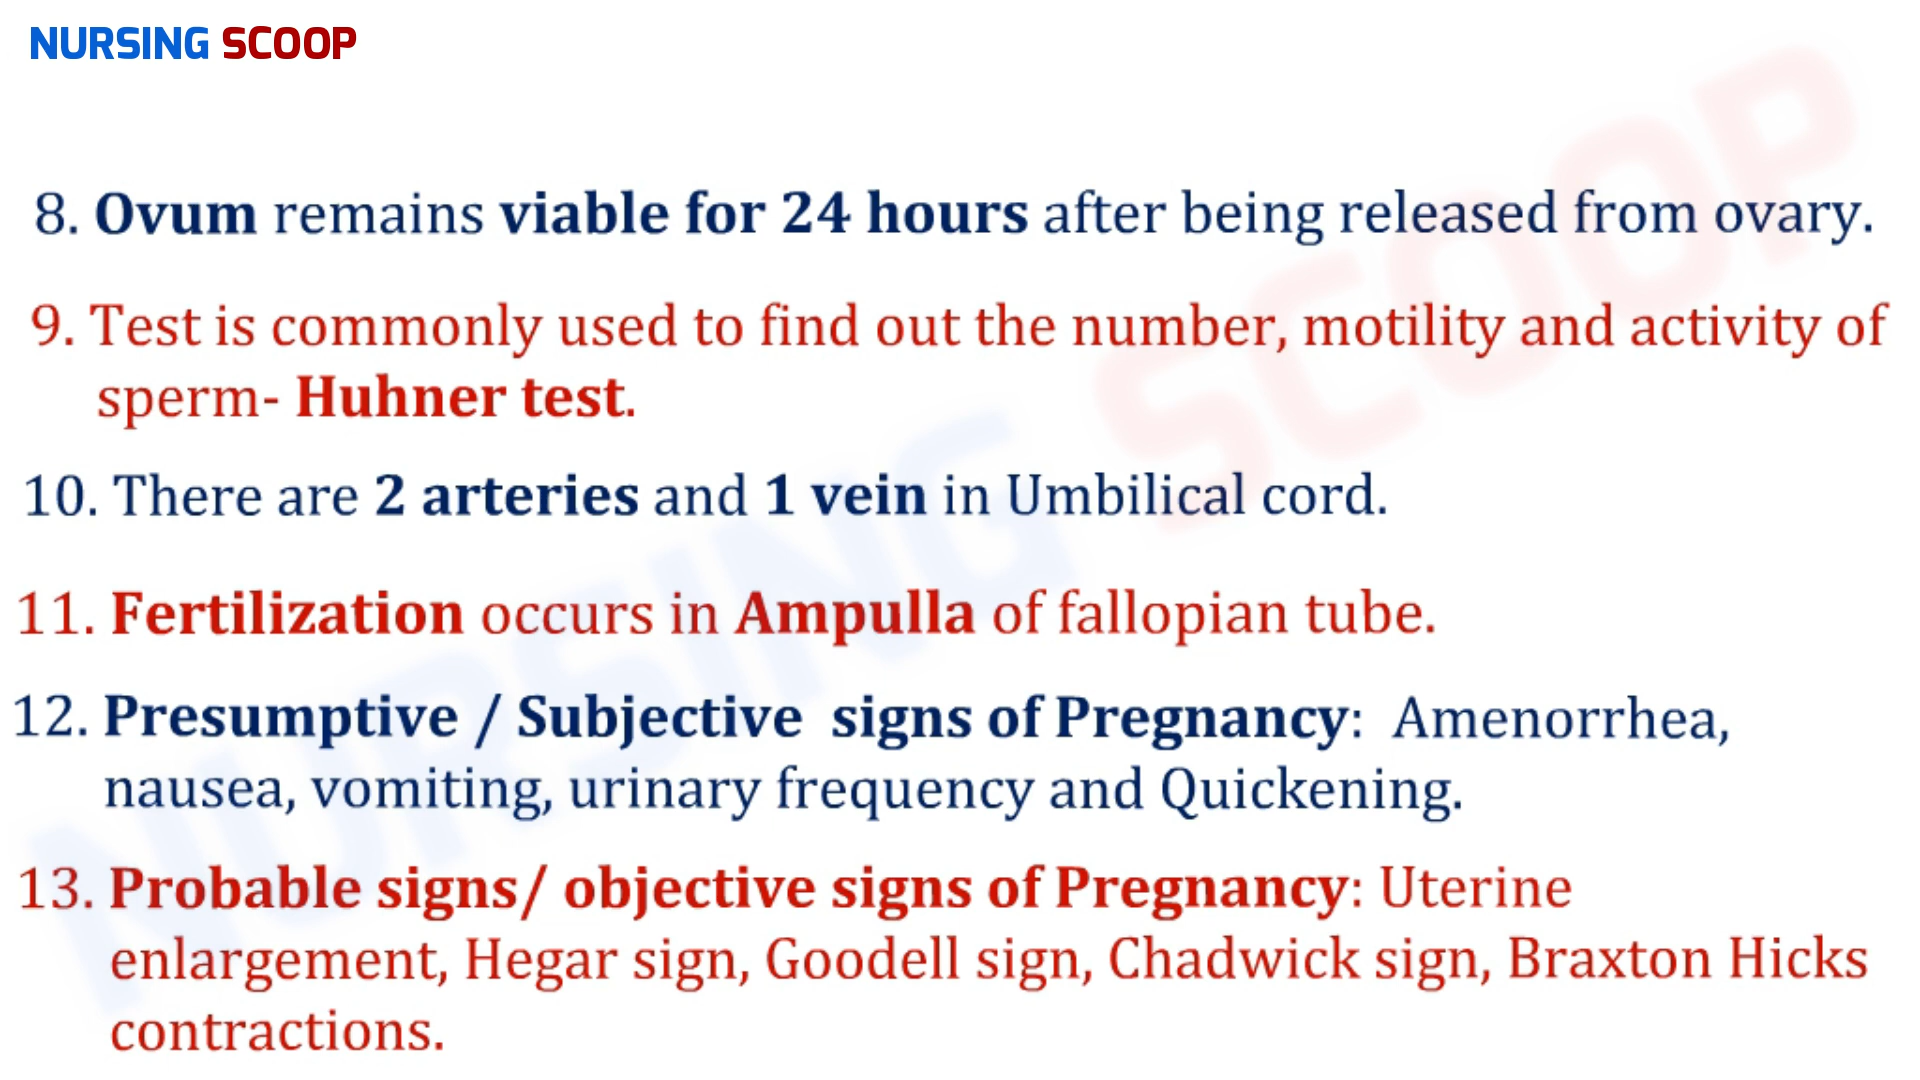 NURSING SCOOP
8. Ovum remains viable for 24 hours after being released from ovary.
9. Test is commonly used to find out the number, motility and activity of
sperm- Huhner test.
10. There are 2 arteries and 1 vein in Umbilical cord.
11. Fertilization occurs in Ampulla of fallopian tube.
12. Presumptive / Subjective signs of Pregnancy: Amenorrhea,
nausea, vomiting, urinary frequency and Quickening.
13. Probable signs/ objective signs of Pregnancy: Uterine
enlargement, Hegar sign, Goodell sign, Chadwick sign, Braxton Hicks
contractions.
NURSING SCOOP